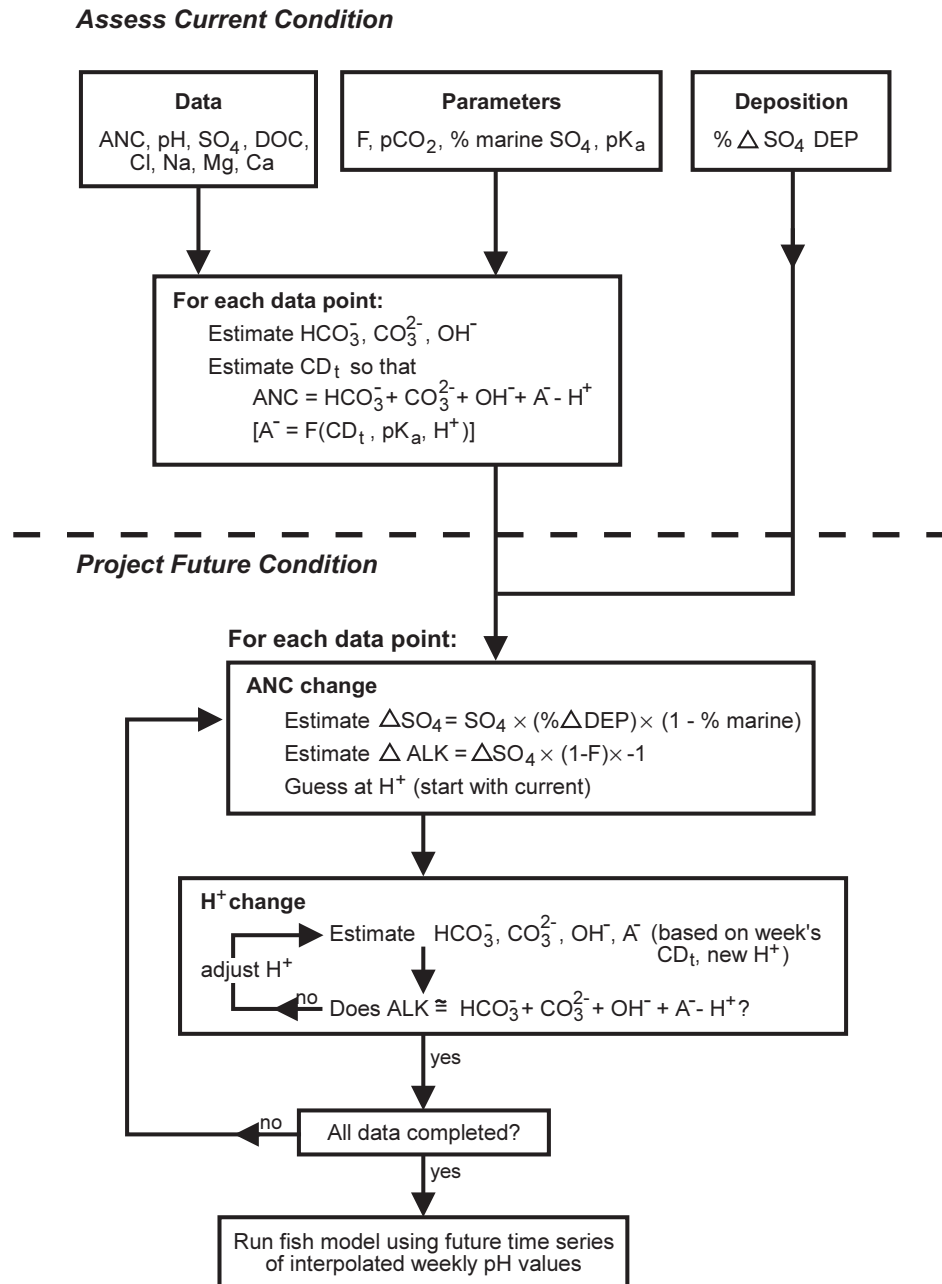 Assess Current Condition
Data
ANC, pH, SO₄, DOC,
Cl, Na, Mg, Ca
Parameters
F, pCO₂, % marine SO₄, pKₐ
Deposition
% △ SO₄ DEP
For each data point:
Estimate HCO₃⁻, CO₃²⁻, OH⁻
Estimate CDₜ so that
ANC = HCO₃⁻ + CO₃²⁻ + OH⁻ + A⁻ - H⁺
[A⁻ = F(CDₜ , pKₐ, H⁺)]
Project Future Condition
For each data point:
ANC change
Estimate △SO₄ = SO₄ × (%△DEP) × (1 - % marine)
Estimate △ ALK = △SO₄ × (1-F) × -1
Guess at H⁺ (start with current)
H⁺ change
Estimate HCO₃⁻, CO₃²⁻, OH⁻, A⁻ (based on week's
CDₜ, new H⁺)
adjust H⁺
no
Does ALK ≅ HCO₃⁻ + CO₃²⁻ + OH⁻ + A⁻ - H⁺ ?
yes
no
All data completed?
yes
Run fish model using future time series
of interpolated weekly pH values